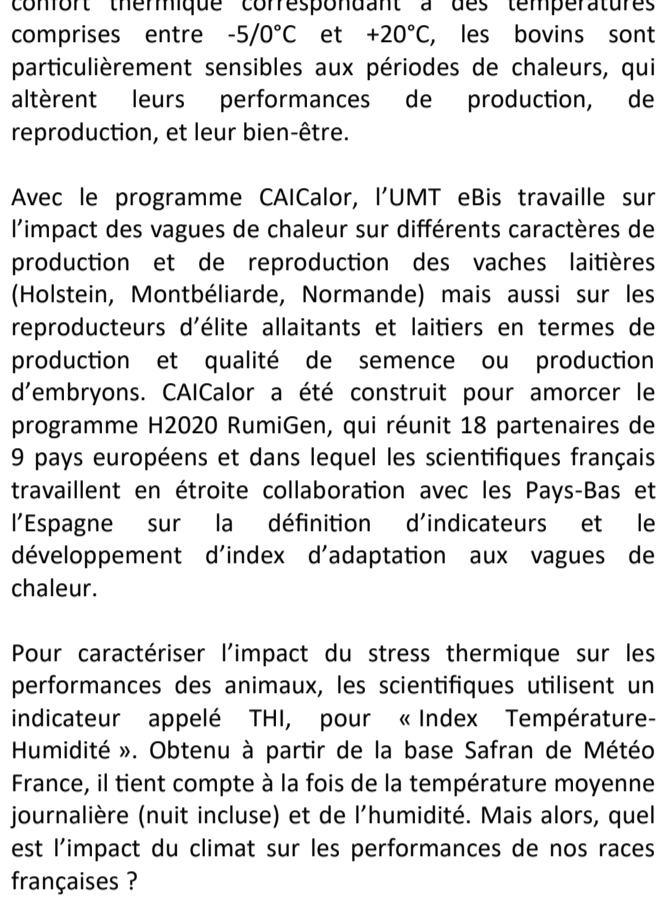 confort thermique correspondant à des températures
comprises entre -5/0°C et +20°C, les bovins sont
particulièrement sensibles aux périodes de chaleurs, qui
altèrent leurs performances de production, de
reproduction, et leur bien-être.
Avec le programme CAICalor, l'UMT eBis travaille sur
l'impact des vagues de chaleur sur différents caractères de
production et de reproduction des vaches laitières
(Holstein, Montbéliarde, Normande) mais aussi sur les
reproducteurs d'élite allaitants et laitiers en termes de
production et qualité de semence ou production
d'embryons. CAICalor a été construit pour amorcer le
programme H2020 RumiGen, qui réunit 18 partenaires de
9 pays européens et dans lequel les scientifiques français
travaillent en étroite collaboration avec les Pays-Bas et
l'Espagne sur la définition d'indicateurs et le
développement d'index d'adaptation aux vagues de
chaleur.
Pour caractériser l'impact du stress thermique sur les
performances des animaux, les scientifiques utilisent un
indicateur appelé THI, pour « Index Température-
Humidité ». Obtenu à partir de la base Safran de Météo
France, il tient compte à la fois de la température moyenne
journalière (nuit incluse) et de l'humidité. Mais alors, quel
est l'impact du climat sur les performances de nos races
françaises ?